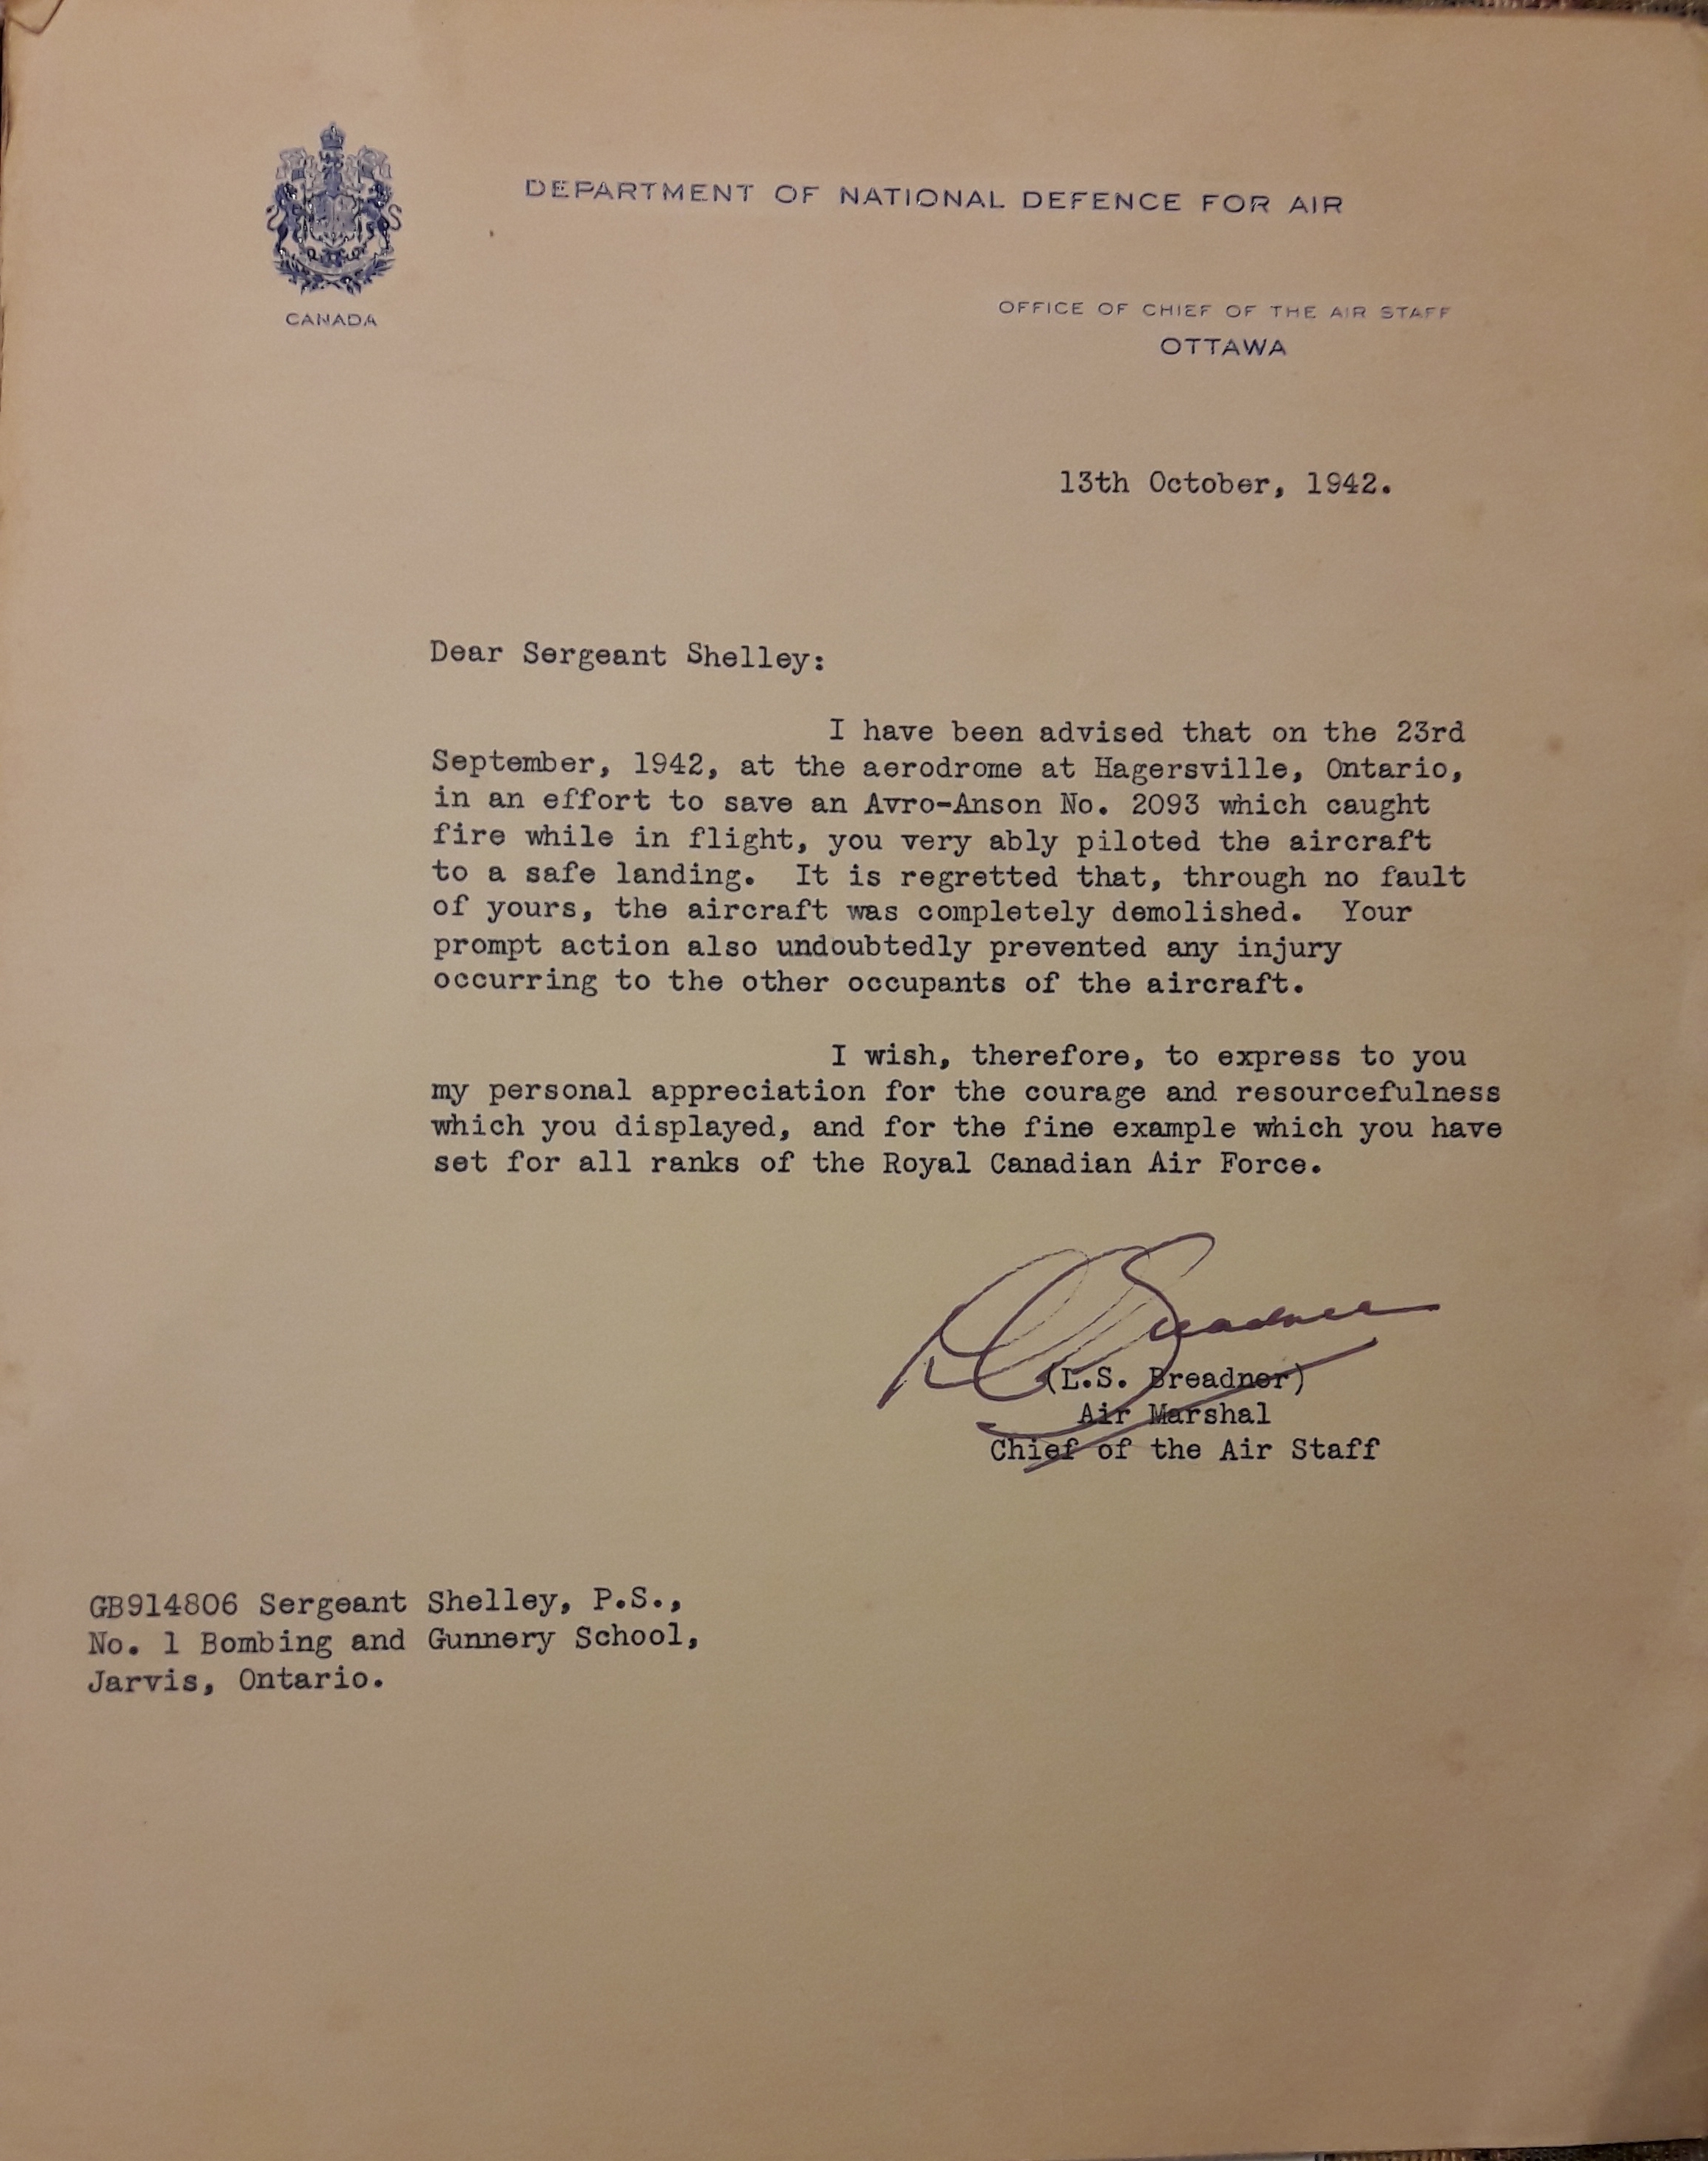 DEPARTMENT OF NATIONAL DEFENCE FOR AIR
CANADA
OFFICE OF CHIEF OF THE AIR STAFF
OTTAWA
13th October, 1942.
Dear Sergeant Shelley:
I have been advised that on the 23rd
September, 1942, at the aerodrome at Hagersville, Ontario,
in an effort to save an Avro-Anson No. 2093 which caught
fire while in flight, you very ably piloted the aircraft
to a safe landing. It is regretted that, through no fault
of yours, the aircraft was completely demolished. Your
prompt action also undoubtedly prevented any injury
occurring to the other occupants of the aircraft.
I wish, therefore, to express to you
my personal appreciation for the courage and resourcefulness
which you displayed, and for the fine example which you have
set for all ranks of the Royal Canadian Air Force.
Breadner
(L.S. Breadner)
Air Marshal
Chief of the Air Staff
GB914806 Sergeant Shelley, P.S.,
No. 1 Bombing and Gunnery School,
Jarvis, Ontario.